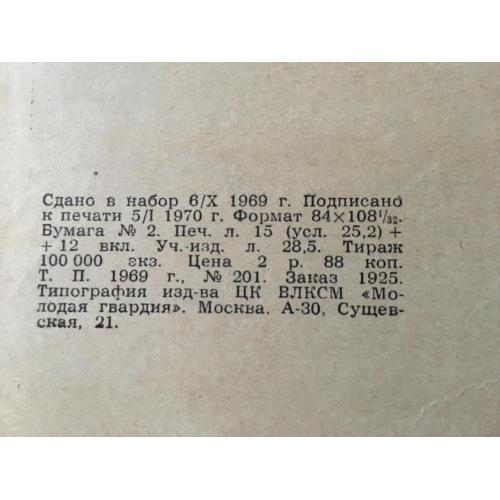 Сдано в набор 6/X 1969 г. Подписано
к печати 5/I 1970 г. Формат 84×108¹/₃₂.
Бумага № 2. Печ. л. 15 (усл. 25,2) +
+ 12 вкл. Уч.-изд. л. 28,5. Тираж
100 000 экз. Цена 2 р. 88 коп.
Т. П. 1969 г., № 201. Заказ 1925.
Типография изд-ва ЦК ВЛКСМ «Мо-
лодая гвардия». Москва. А-30, Сущев-
ская, 21.